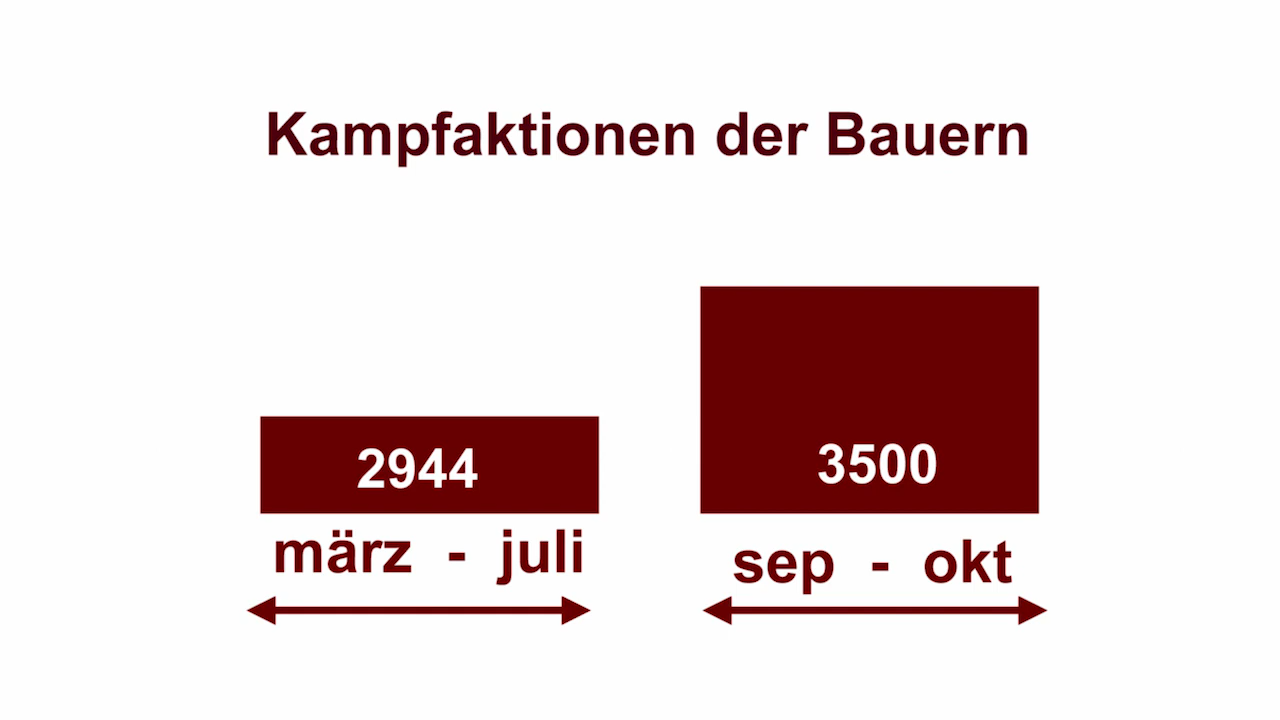 Kampfaktionen der Bauern
2944
3500
märz - juli
sep - okt